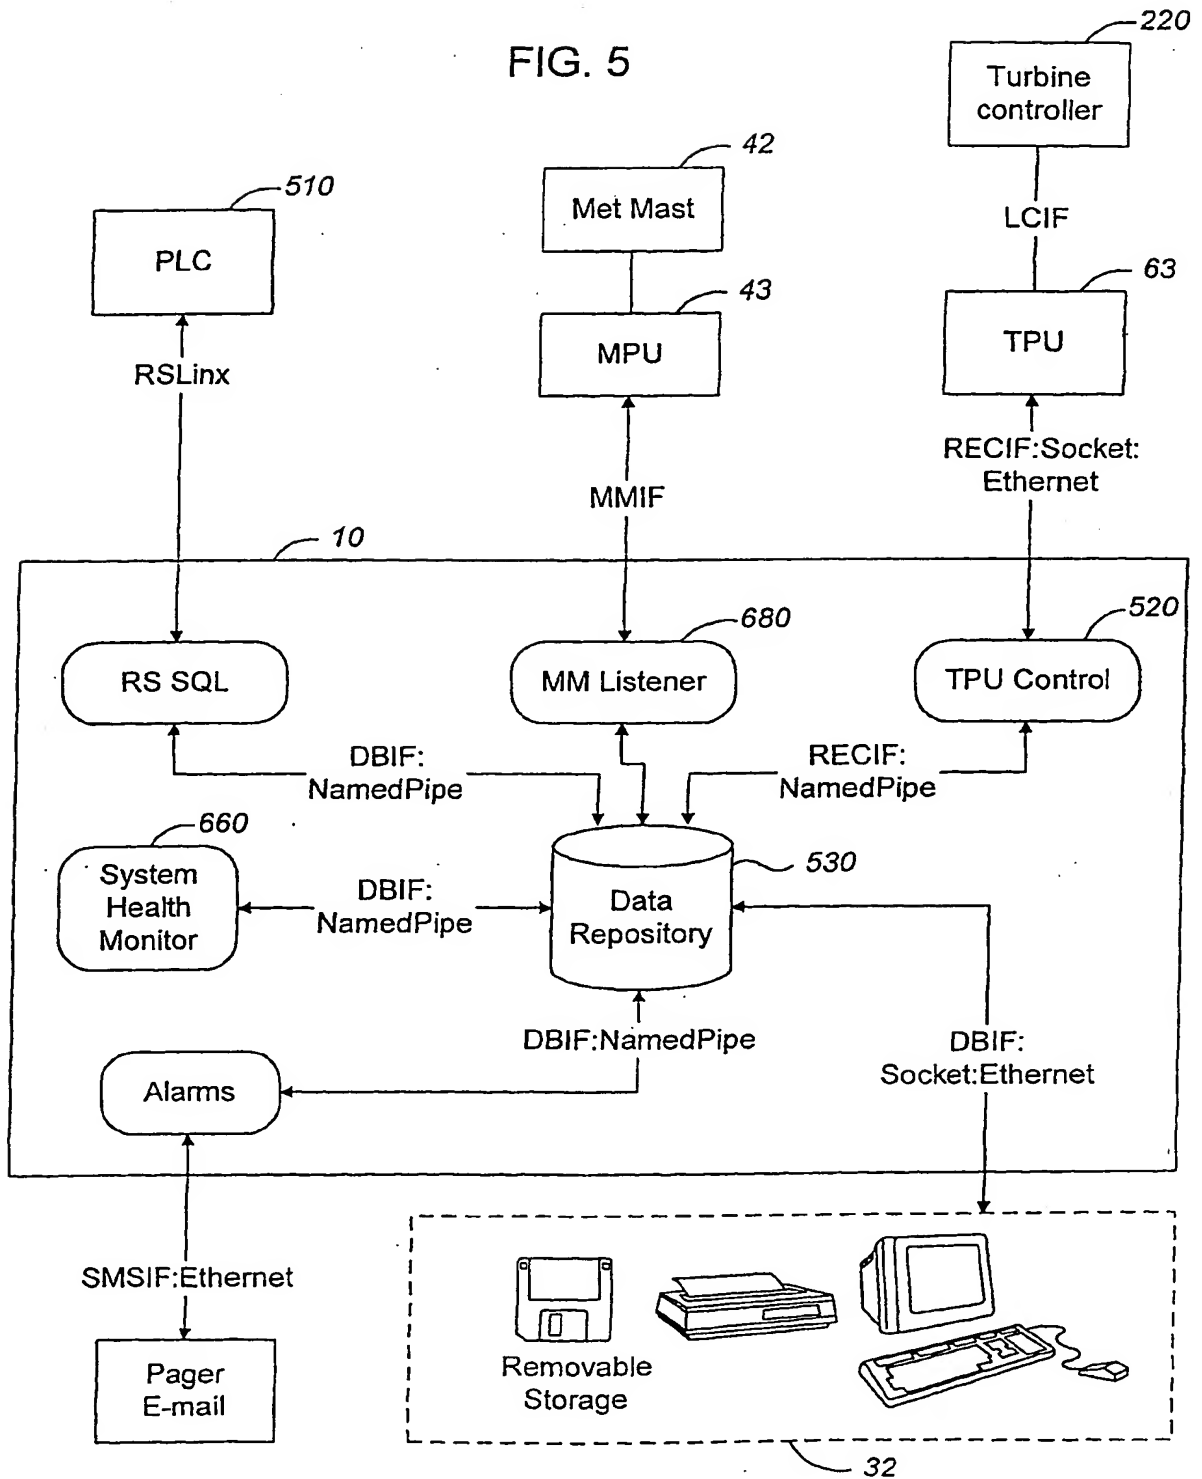 FIG. 5
220
Turbine
controller
42
Met Mast
510
PLC
LCIF
63
43
MPU
TPU
RSLinx
RECIF:Socket:
Ethernet
MMIF
10
680
520
RS SQL
MM Listener
TPU Control
DBIF:
NamedPipe
RECIF:
NamedPipe
660
System
Health
Monitor
DBIF:
NamedPipe
530
Data
Repository
DBIF:NamedPipe
DBIF:
Socket:Ethernet
Alarms
SMSIF:Ethernet
Pager
E-mail
Removable
Storage
32